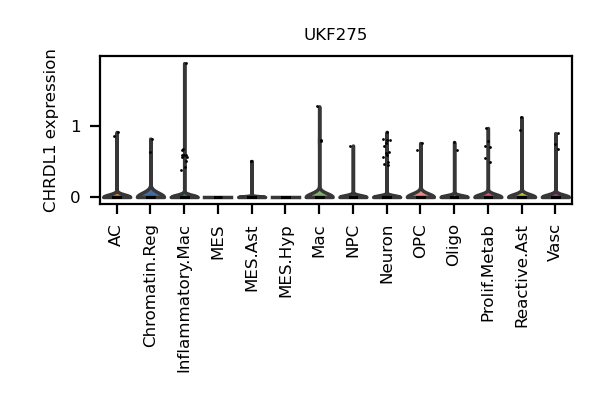 UKF275
CHRDL1 expression
1
0
AC
Chromatin.Reg
Inflammatory.Mac
MES
MES.Ast
MES.Hyp
Mac
NPC
Neuron
OPC
Oligo
Prolif.Metab
Reactive.Ast
Vasc